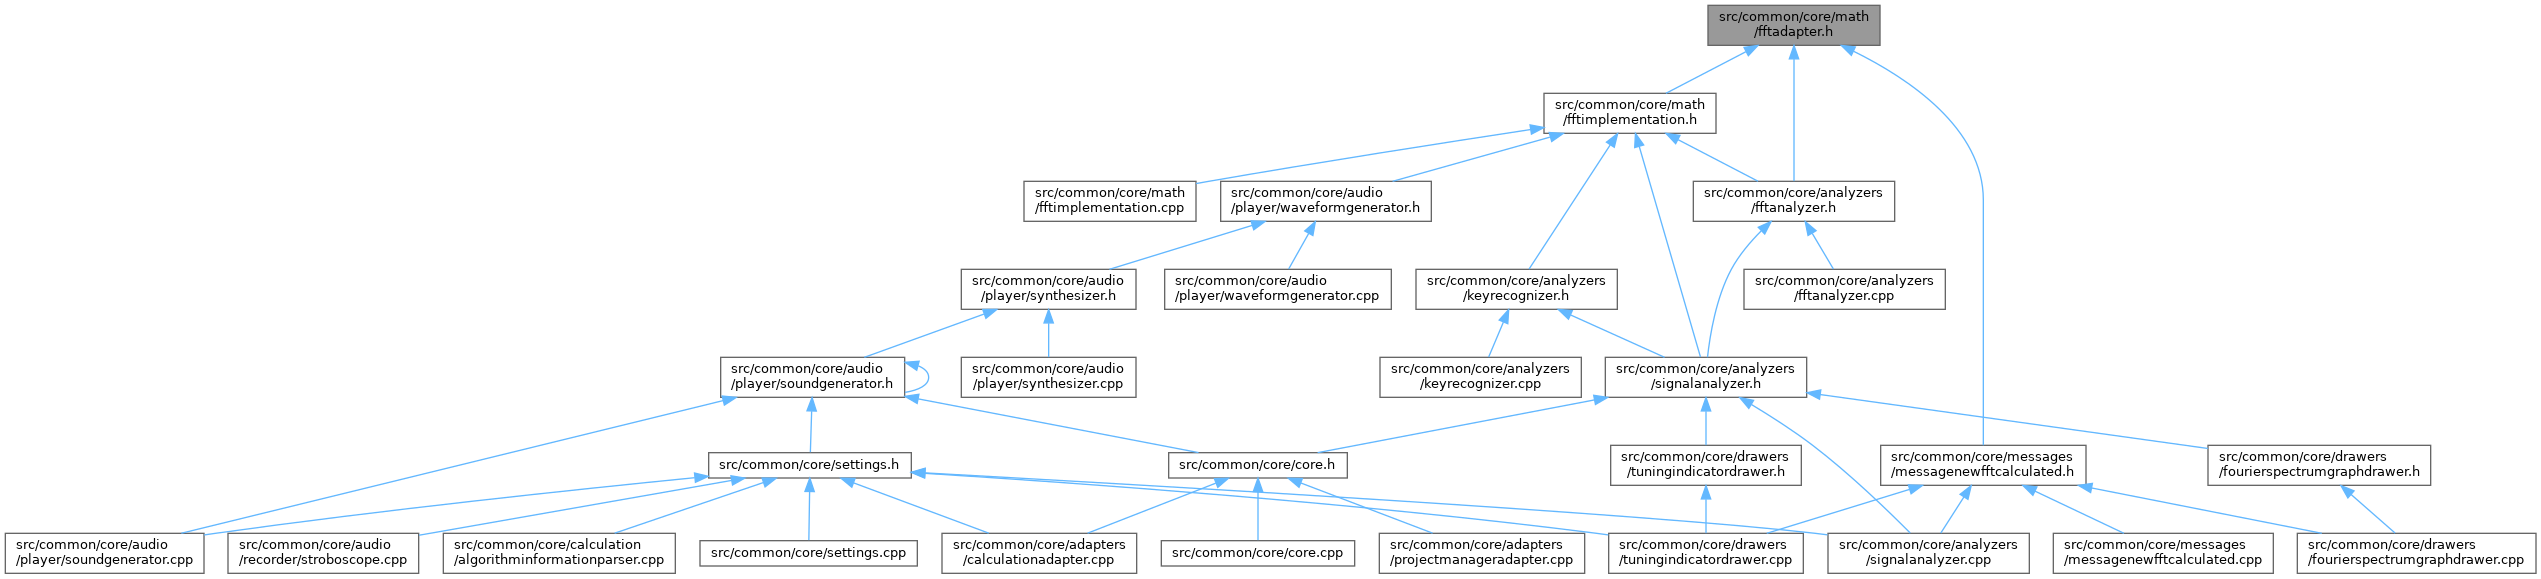 src/common/core/math
/fftadapter.h
src/common/core/math
/fftimplementation.h
src/common/core/math
/fftimplementation.cpp
src/common/core/audio
/player/waveformgenerator.h
src/common/core/analyzers
/fftanalyzer.h
src/common/core/audio
/player/synthesizer.h
src/common/core/audio
/player/waveformgenerator.cpp
src/common/core/analyzers
/keyrecognizer.h
src/common/core/analyzers
/fftanalyzer.cpp
src/common/core/audio
/player/soundgenerator.h
src/common/core/audio
/player/synthesizer.cpp
src/common/core/analyzers
/keyrecognizer.cpp
src/common/core/analyzers
/signalanalyzer.h
src/common/core/settings.h
src/common/core/core.h
src/common/core/drawers
/tuningindicatordrawer.h
src/common/core/messages
/messagenewfftcalculated.h
src/common/core/drawers
/fourierspectrumgraphdrawer.h
src/common/core/audio
/player/soundgenerator.cpp
src/common/core/audio
/recorder/stroboscope.cpp
src/common/core/calculation
/algorithminformationparser.cpp
src/common/core/settings.cpp
src/common/core/adapters
/calculationadapter.cpp
src/common/core/core.cpp
src/common/core/adapters
/projectmanageradapter.cpp
src/common/core/drawers
/tuningindicatordrawer.cpp
src/common/core/analyzers
/signalanalyzer.cpp
src/common/core/messages
/messagenewfftcalculated.cpp
src/common/core/drawers
/fourierspectrumgraphdrawer.cpp